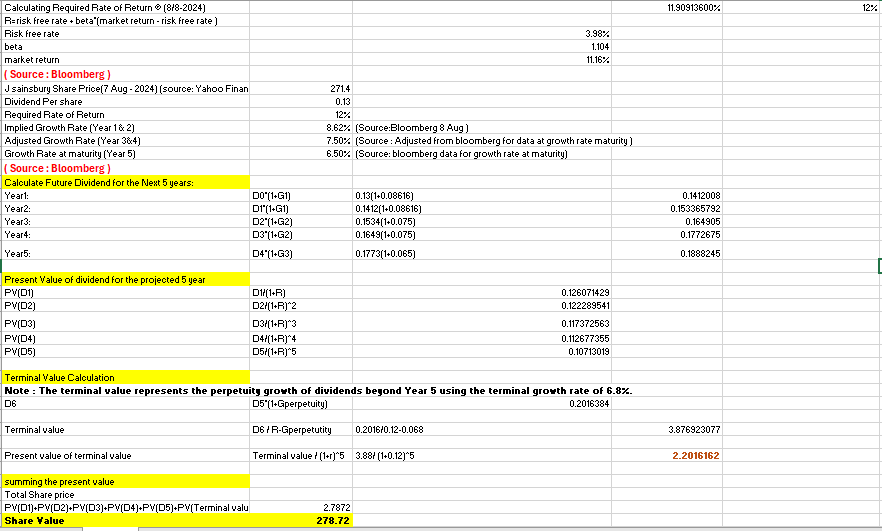 Calculating Required Rate of Return @ (8/8-2024) 11.90913600% 12%
R=risk free rate + beta*(market return - risk free rate )
Risk free rate 3.98%
beta 1.104
market return 11.16%
( Source : Bloomberg )
J sainsbury Share Price(7 Aug - 2024) (source: Yahoo Finan 271.4
Dividend Per share 0.13
Required Rate of Return 12%
Implied Growth Rate (Year 1 & 2) 8.62% (Source:Bloomberg 8 Aug )
Adjusted Growth Rate (Year 3&4) 7.50% (Source : Adjusted from bloomberg for data at growth rate maturity )
Growth Rate at maturity (Year 5) 6.50% (Source: bloomberg data for growth rate at maturity)
( Source : Bloomberg )
Calculate Future Dividend for the Next 5 years:
Year1: D0*(1+G1) 0.13(1+0.08616) 0.1412008
Year2: D1*(1+G1) 0.1412(1+0.08616) 0.153365792
Year3: D2*(1+G2) 0.1534(1+0.075) 0.164905
Year4: D3*(1+G2) 0.1649(1+0.075) 0.1772675
Year5: D4*(1+G3) 0.1773(1+0.065) 0.1888245
Present Value of dividend for the projected 5 year
PV(D1) D1/(1+R) 0.126071429
PV(D2) D2/(1+R)^2 0.122289541
PV(D3) D3/(1+R)^3 0.117372563
PV(D4) D4/(1+R)^4 0.112677355
PV(D5) D5/(1+R)^5 0.10713019
Terminal Value Calculation
Note : The terminal value represents the perpetuity growth of dividends beyond Year 5 using the terminal growth rate of 6.8%.
D6 D5*(1+Gperpetuity) 0.2016384
Terminal value D6 / R-Gperpetutity 0.2016/0.12-0.068 3.876923077
Present value of terminal value Terminal value / (1+r)^5 3.88/ (1+0.12)^5 2.2016162
summing the present value
Total Share price
PV(D1)+PV(D2)+PV(D3)+PV(D4)+PV(D5)+PV(Terminal valu 2.7872
Share Value 278.72